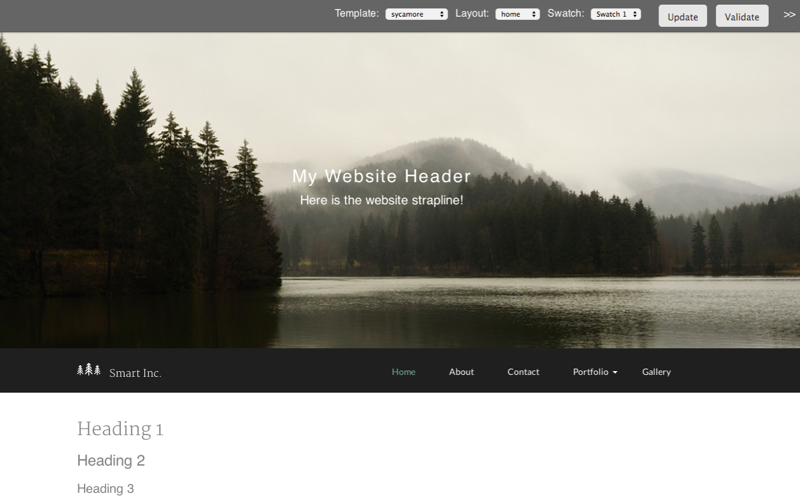 Template: sycamore Layout: home Swatch: Swatch 1 Update Validate >>
My Website Header
Here is the website strapline!
Smart Inc. Home About Contact Portfolio Gallery
Heading 1
Heading 2
Heading 3